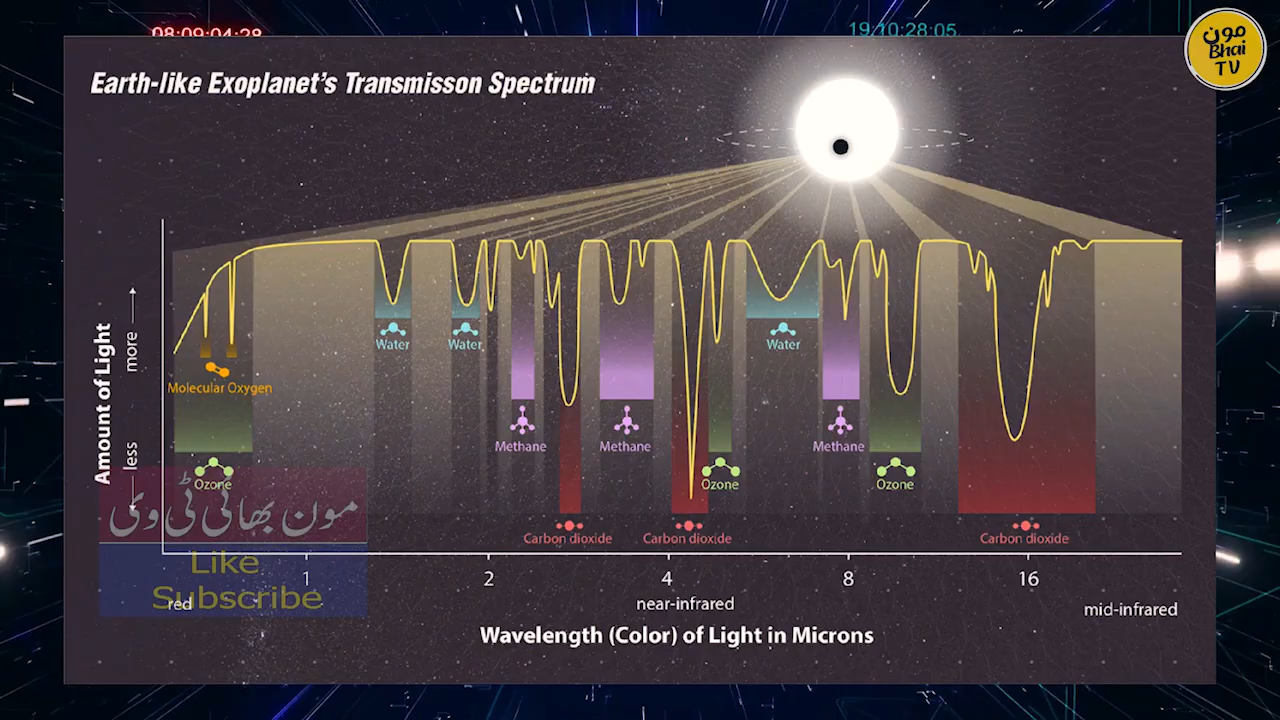 08:09:04:28
19:10:28:05
مون
Bhai
TV
Earth-like Exoplanet's Transmisson Spectrum
Amount of Light
more
less
Water
Water
Water
Molecular Oxygen
Methane
Methane
Methane
Ozone
Ozone
Ozone
Carbon dioxide
Carbon dioxide
Carbon dioxide
مون بھائی ٹی وی
Like
Subscribe
1
2
4
8
16
red
near-infrared
mid-infrared
Wavelength (Color) of Light in Microns